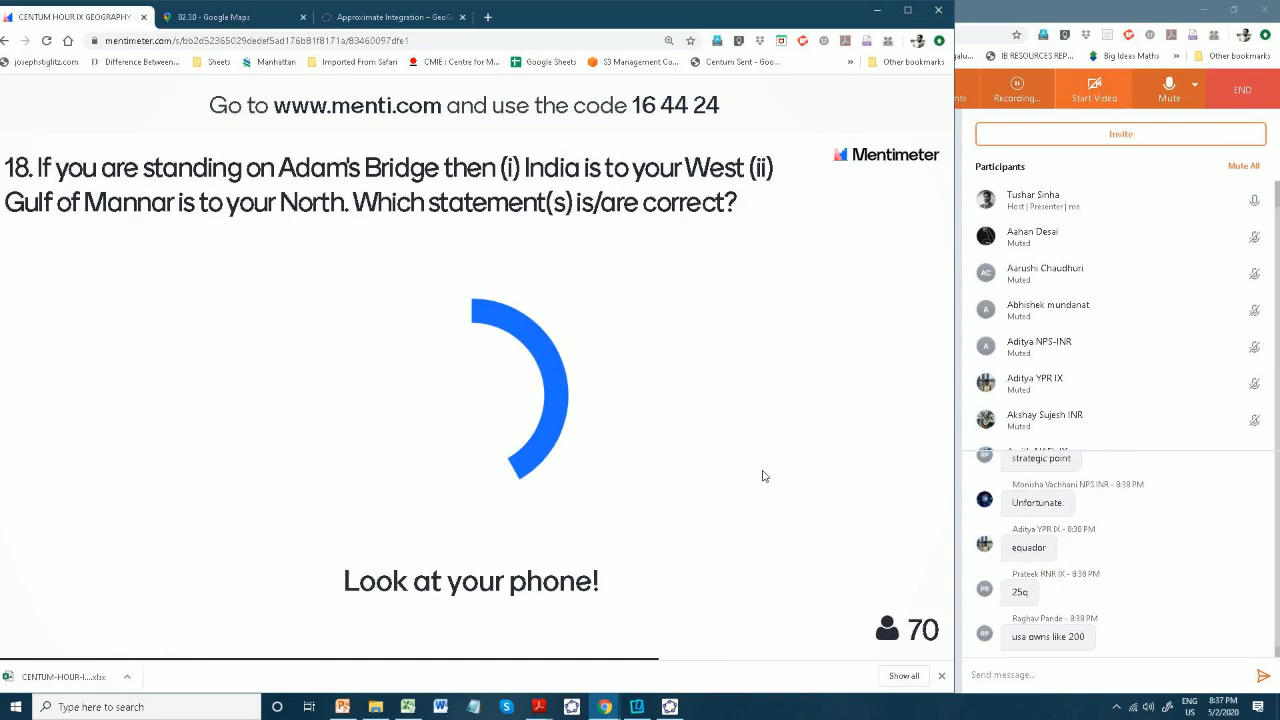 CENTUM HOUR IX GEOGRAPHY
82.30 - Google Maps
Approximate Integration – GeoG
mentimeter.com/s/bb2d52365029dedef5ad176b81f8171a/83460097dfe1
josephstiglitz.com
Difference Between...
Sheets
Manhattan
Imported From Safari
CMIE : Centre for M...
Google Sheets
S3 Management Co...
Centum Sent - Goo...
Other bookmarks
IB RESOURCES REP...
Big Ideas Maths
Other bookmarks
Go to www.menti.com and use the code 16 44 24
Mentimeter
18. If you are standing on Adam's Bridge then (i) India is to your West (ii)
Gulf of Mannar is to your North. Which statement(s) is/are correct?
Look at your phone!
70
Recording...
Start Video
Mute
END
Invite
Participants
Mute All
Tushar Sinha
Host | Presenter | me
Aahan Desai
Muted
AC
Aarushi Chaudhuri
Muted
A
Abhishek mundanat
Muted
A
Aditya NPS-INR
Muted
Aditya YPR IX
Muted
Akshay Sujesh INR
Muted
RP
strategic point
Monisha Vachhani NPS INR - 8:38 PM
Unfortunate.
Aditya YPR IX - 8:38 PM
equador
Prateek RNR IX - 8:38 PM
PR
25q
Raghav Pande - 8:38 PM
RP
usa owns like 200
Send message...
CENTUM-HOUR-I....xlsx
Show all
Type here to search
ENG
US
8:37 PM
5/2/2020